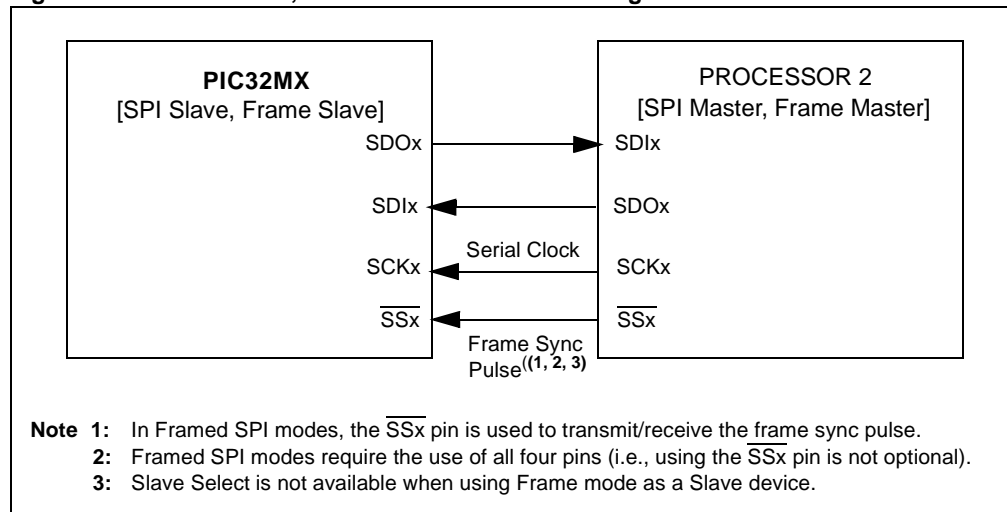 PIC32MX
[SPI Slave, Frame Slave]
PROCESSOR 2
[SPI Master, Frame Master]
SDOx
SDIx
SDIx
SDOx
Serial Clock
SCKx
SCKx
SSx
SSx
Frame Sync
Pulse((1, 2, 3)
Note 1: In Framed SPI modes, the SSx pin is used to transmit/receive the frame sync pulse.
2: Framed SPI modes require the use of all four pins (i.e., using the SSx pin is not optional).
3: Slave Select is not available when using Frame mode as a Slave device.